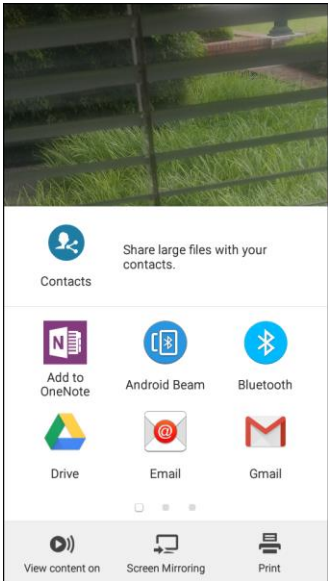 Share large files with your
contacts.
Contacts
N
Add to
OneNote
Android Beam
Bluetooth
@
Drive
Email
Gmail
View content on
Screen Mirroring
Print